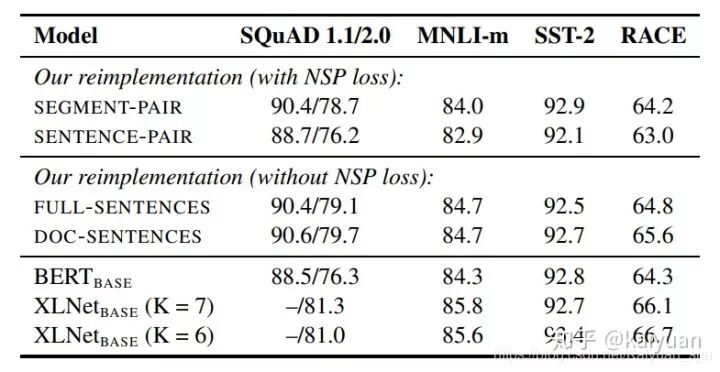 Model SQuAD 1.1/2.0 MNLI-m SST-2 RACE
Our reimplementation (with NSP loss):
SEGMENT-PAIR 90.4/78.7 84.0 92.9 64.2
SENTENCE-PAIR 88.7/76.2 82.9 92.1 63.0
Our reimplementation (without NSP loss):
FULL-SENTENCES 90.4/79.1 84.7 92.5 64.8
DOC-SENTENCES 90.6/79.7 84.7 92.7 65.6
BERTBASE 88.5/76.3 84.3 92.8 64.3
XLNetBASE (K = 7) –/81.3 85.8 92.7 66.1
XLNetBASE (K = 6) –/81.0 85.6 93.4 66.7
知乎 @kaiyuan